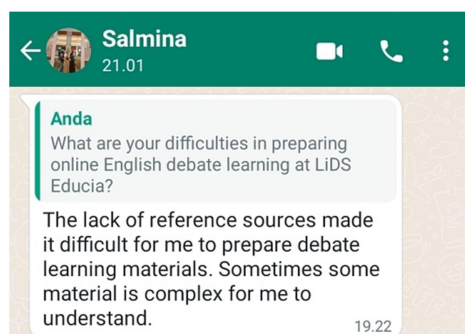 Salmina
21.01
Anda
What are your difficulties in preparing
online English debate learning at LiDS
Educia?
The lack of reference sources made
it difficult for me to prepare debate
learning materials. Sometimes some
material is complex for me to
understand.
19.22